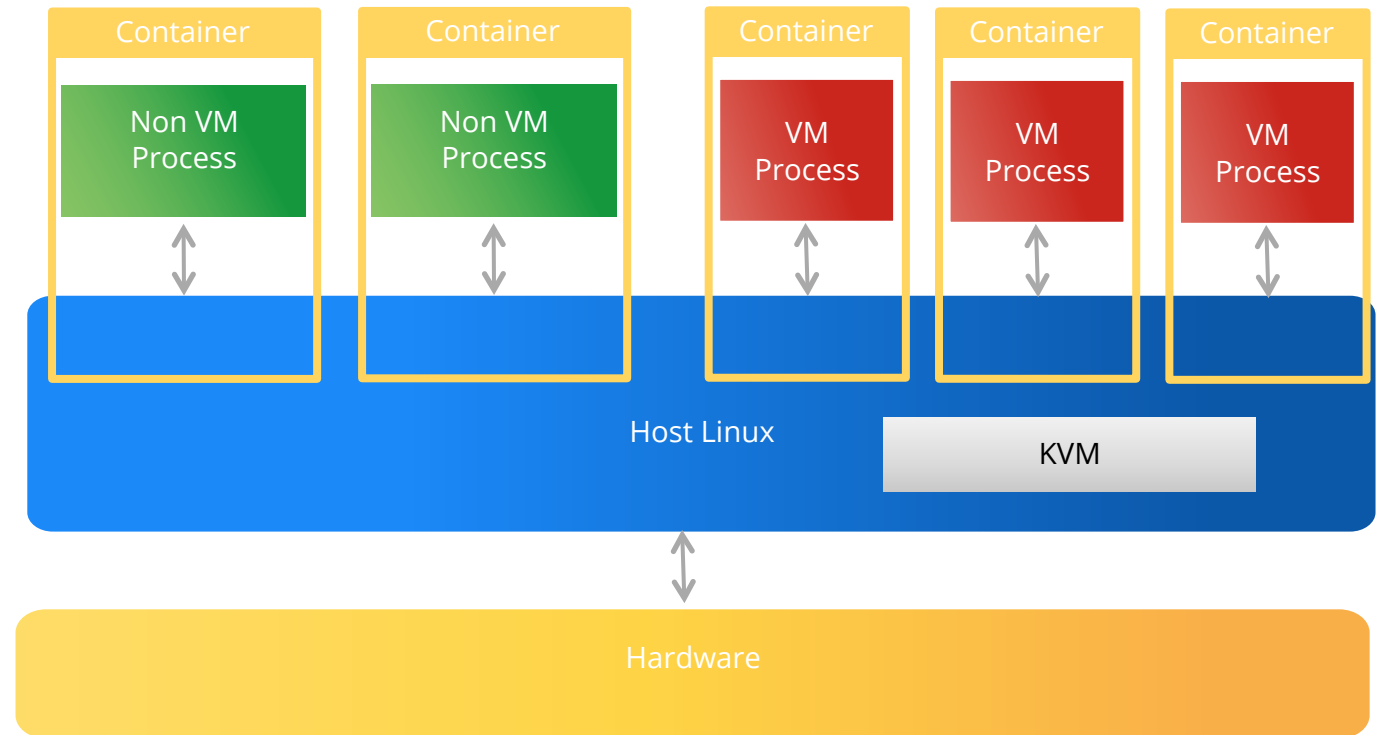 Container
Container
Container
Container
Container
Non VM
Process
Non VM
Process
VM
Process
VM
Process
VM
Process
Host Linux
KVM
Hardware